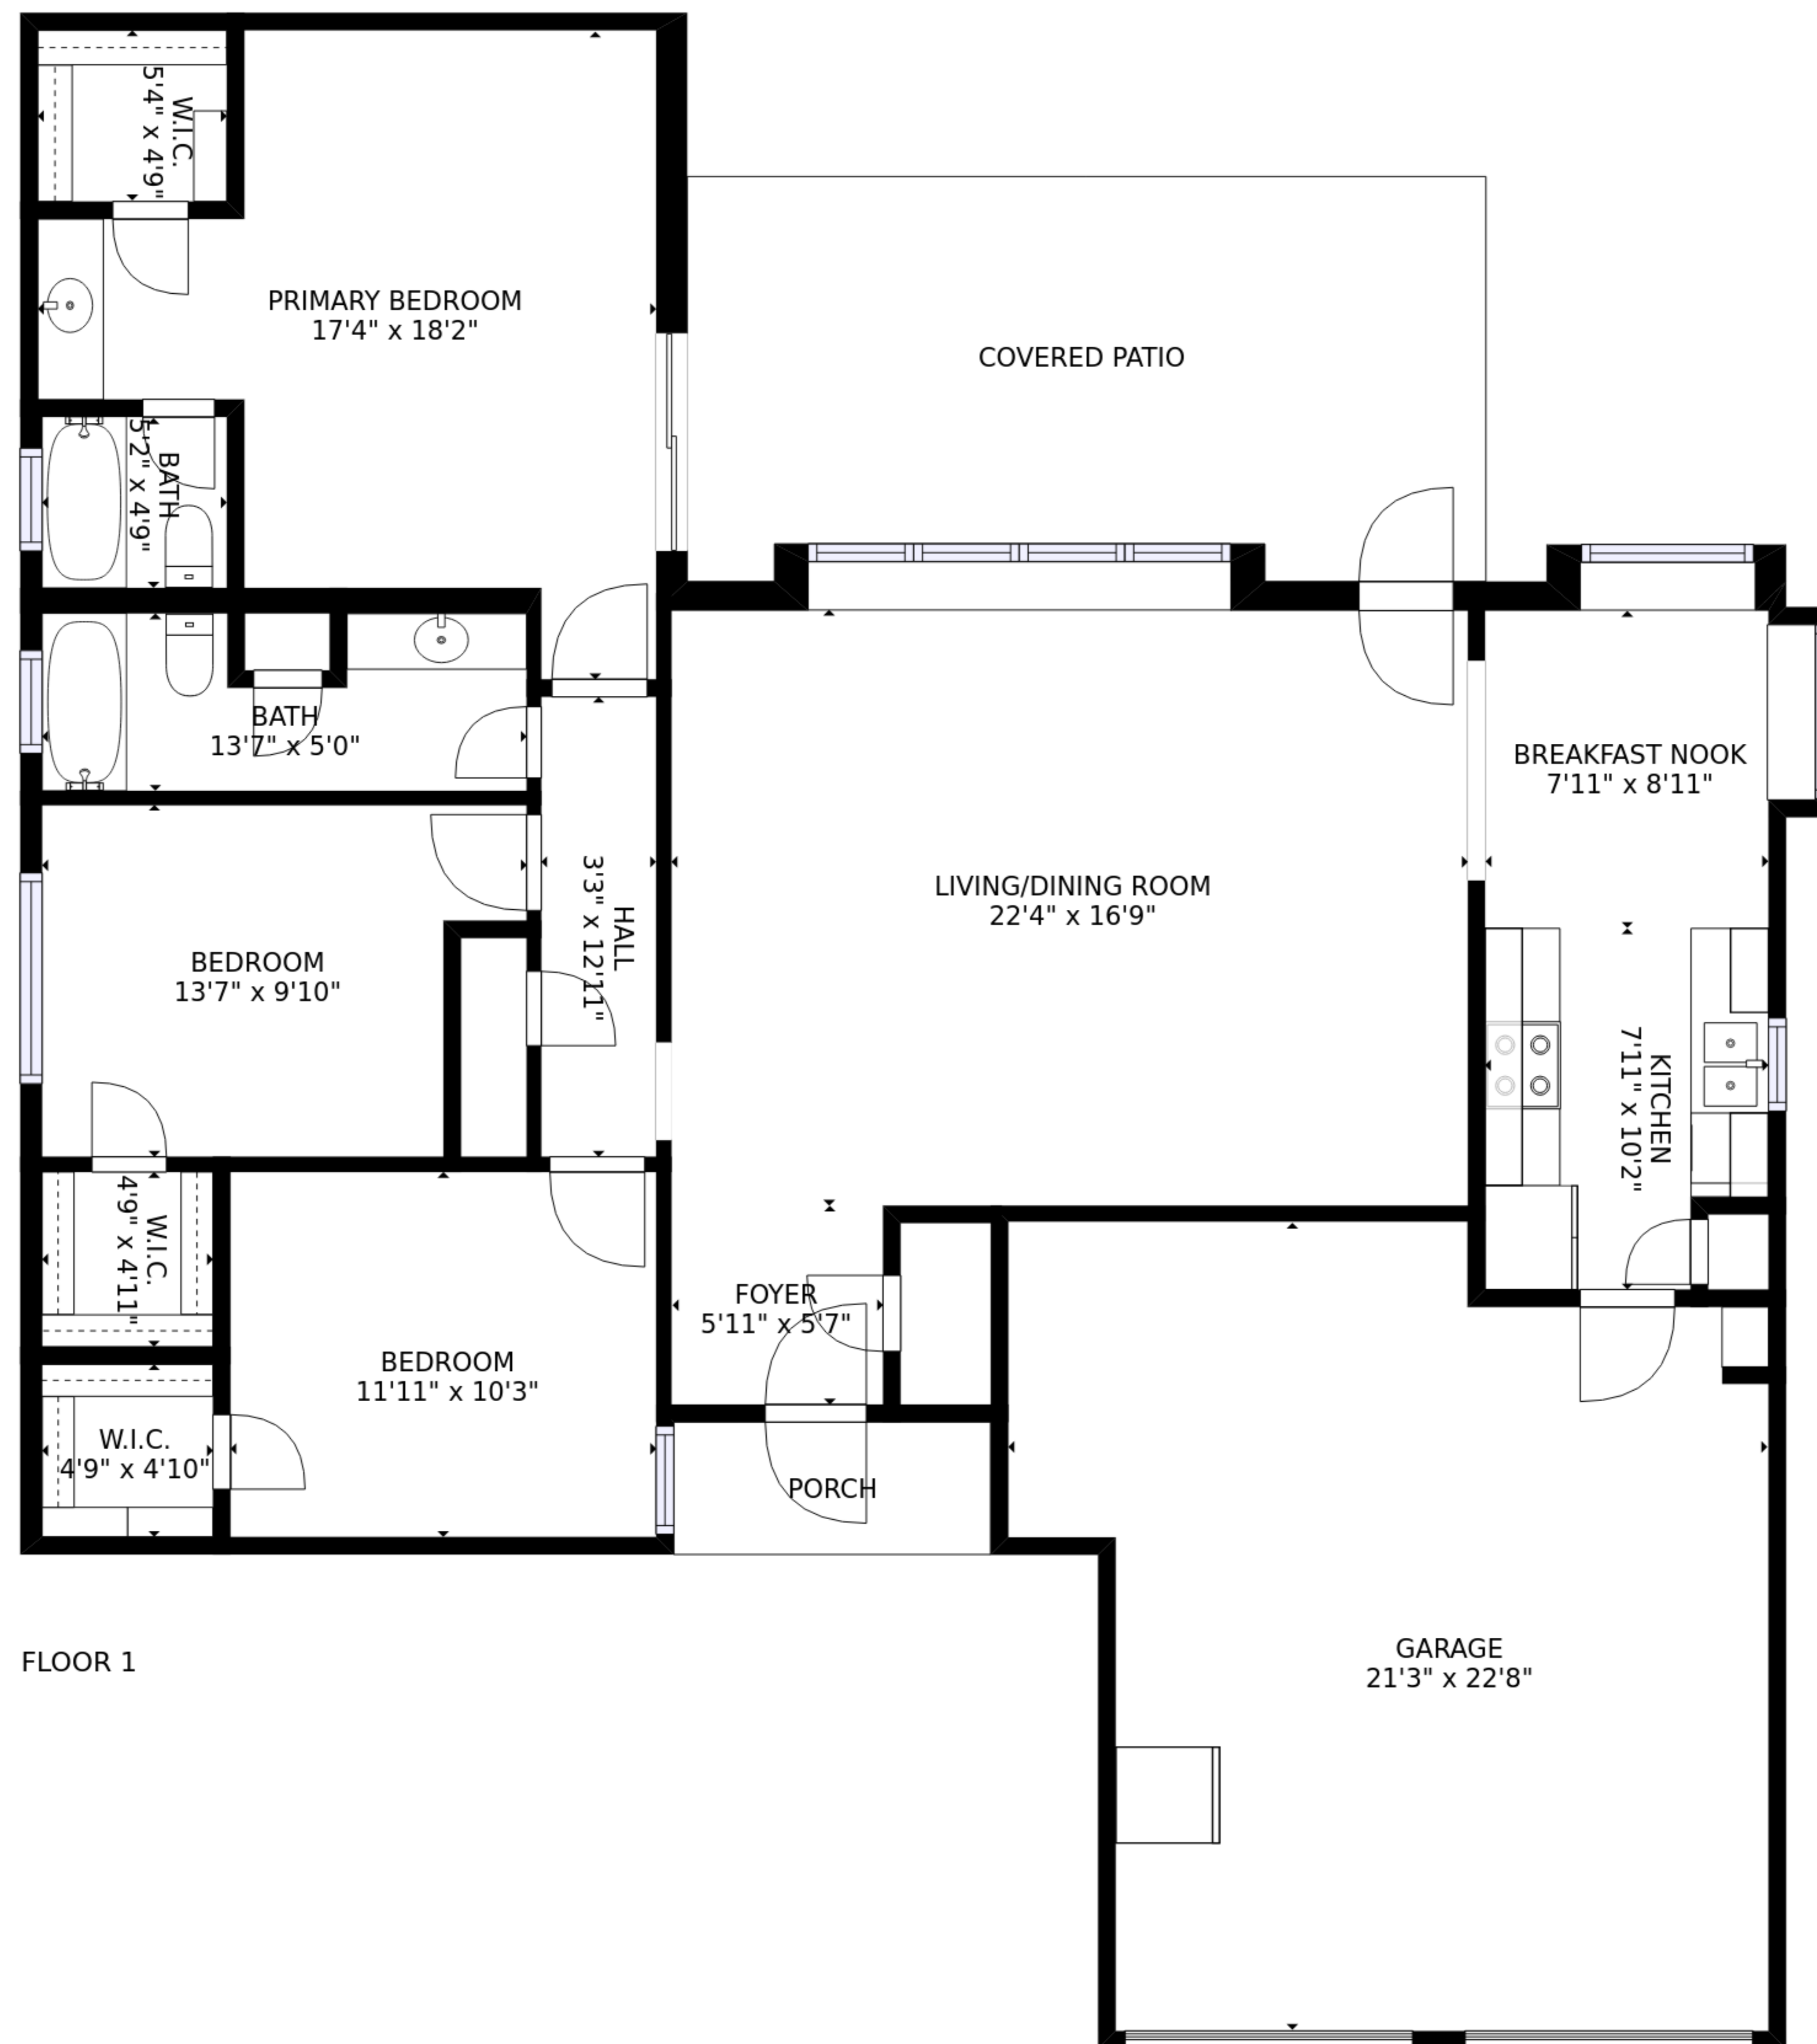 W.I.C.
5'4" x 4'9"
PRIMARY BEDROOM
17'4" x 18'2"
COVERED PATIO
BATH
5'2" x 4'9"
BATH
13'7" x 5'0"
BREAKFAST NOOK
7'11" x 8'11"
LIVING/DINING ROOM
22'4" x 16'9"
HALL
3'3" x 12'11"
BEDROOM
13'7" x 9'10"
KITCHEN
7'11" x 10'2"
W.I.C.
4'9" x 4'11"
FOYER
5'11" x 5'7"
BEDROOM
11'11" x 10'3"
W.I.C.
4'9" x 4'10"
PORCH
GARAGE
21'3" x 22'8"
FLOOR 1